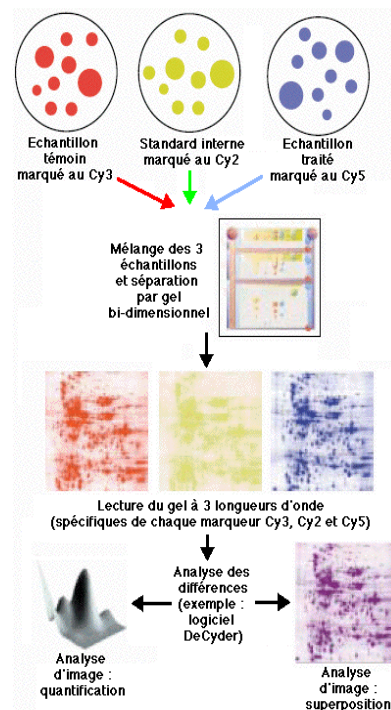 Echantillon
témoin
marqué au Cy3
Standard interne
marqué au Cy2
Echantillon
traité
marqué au Cy5
Mélange des 3
échantillons
et séparation
par gel
bi-dimensionnel
Lecture du gel à 3 longueurs d'onde
(spécifiques de chaque marqueur Cy3, Cy2 et Cy5)
Analyse des
différences
(exemple :
logiciel
DeCyder)
Analyse
d'image :
quantification
Analyse
d'image :
superposition